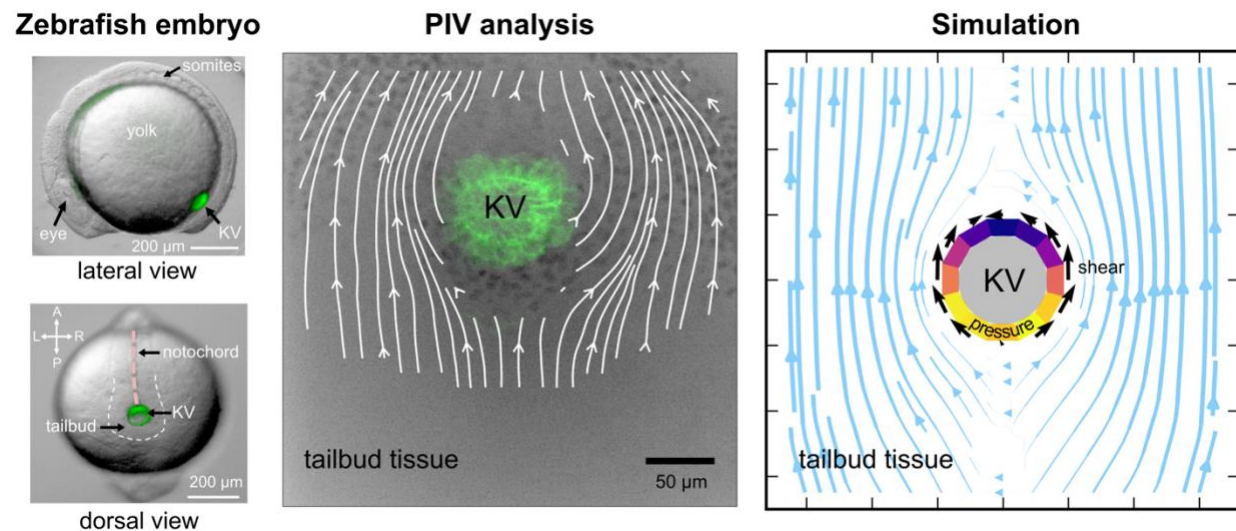 Zebrafish embryo
somites
yolk
eye
KV
200 µm
lateral view
A
L R
P
notochord
KV
tailbud
200 µm
dorsal view
PIV analysis
KV
tailbud tissue
50 µm
Simulation
KV
shear
pressure
tailbud tissue